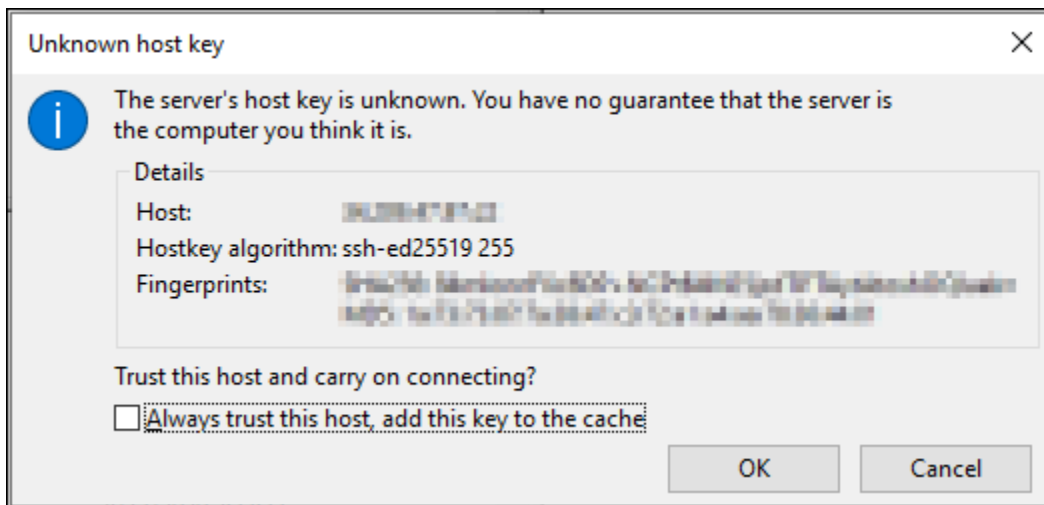 Unknown host key
The server's host key is unknown. You have no guarantee that the server is
the computer you think it is.
Details
Host:
Hostkey algorithm: ssh-ed25519 255
Fingerprints:
Trust this host and carry on connecting?
Always trust this host, add this key to the cache
OK
Cancel